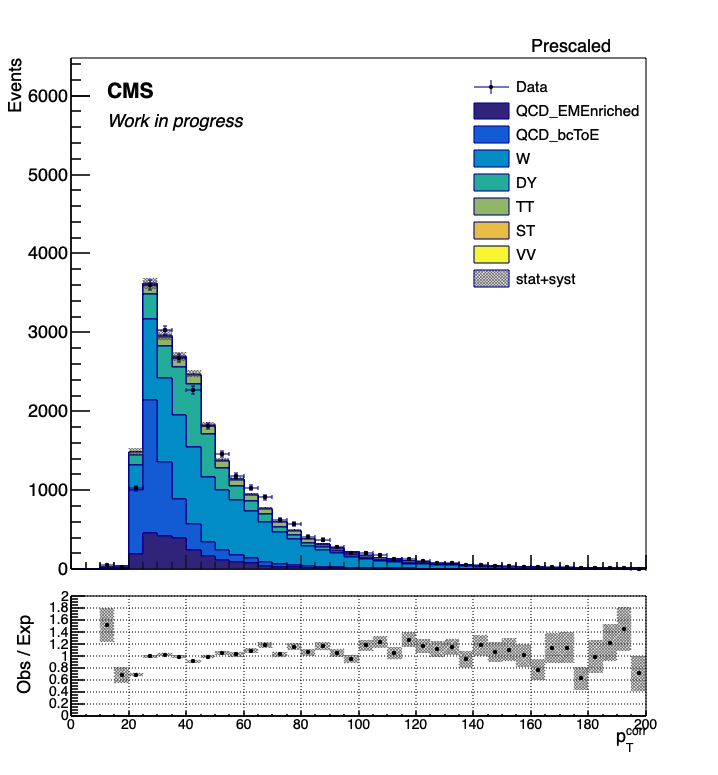 Prescaled
Events
CMS
Work in progress
Data
QCD_EMEnriched
QCD_bcToE
W
DY
TT
ST
VV
stat+syst
6000
5000
4000
3000
2000
1000
0
Obs / Exp
2
1.8
1.6
1.4
1.2
1
0.8
0.6
0.4
0.2
0
0 20 40 60 80 100 120 140 160 180 200
p_T^corr